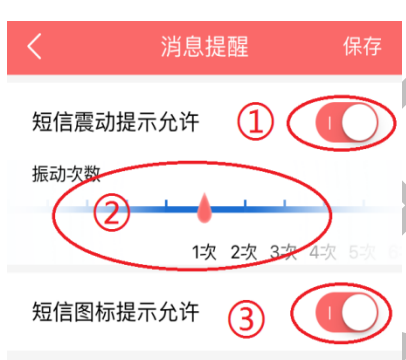 消息提醒 保存
短信震动提示允许 ①
振动次数
②
1次 2次 3次 4次 5次
短信图标提示允许 ③